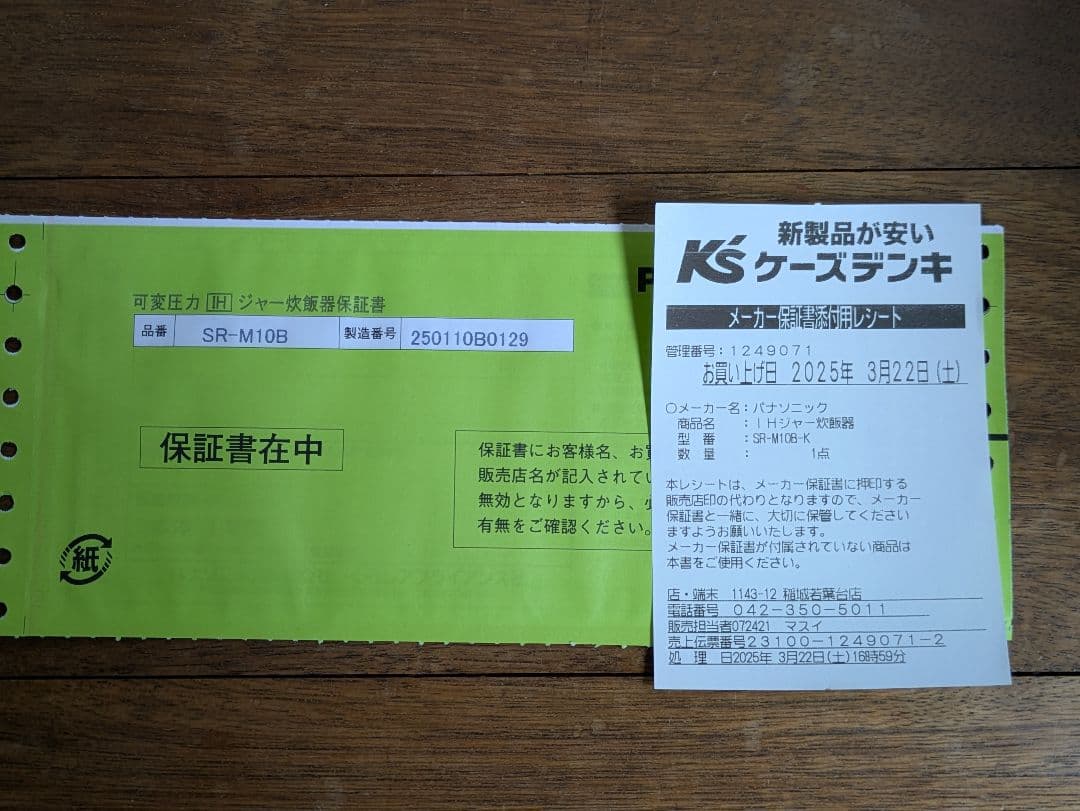 可変圧力 IH ジャー炊飯器保証書
品番 SR-M10B 製造番号 250110B0129
保証書在中
保証書にお客様名、お
販売店名が記入されてい
無効となりますから、
有無をご確認ください。
紙
P
新製品が安い
K's ケーズデンキ
メーカー保証書添付用レシート
管理番号:1249071
お買い上げ日 2025年 3月22日(土)
○メーカー名:パナソニック
商品名 :IHジャー炊飯器
型 番 :SR-M10B-K
数 量 : 1点
本レシートは、メーカー保証書に押印する
販売店印の代わりとなりますので、メーカー
保証書と一緒に、大切に保管してください
ますようお願いいたします。
メーカー保証書が付属されていない商品は
本書をご使用ください。
店・端末 1143-12 稲城若葉台店
電話番号 042-350-5011
販売担当者072421 マスイ
売上伝票番号23100-1249071-2
処 理 日2025年 3月22日(土)16時59分